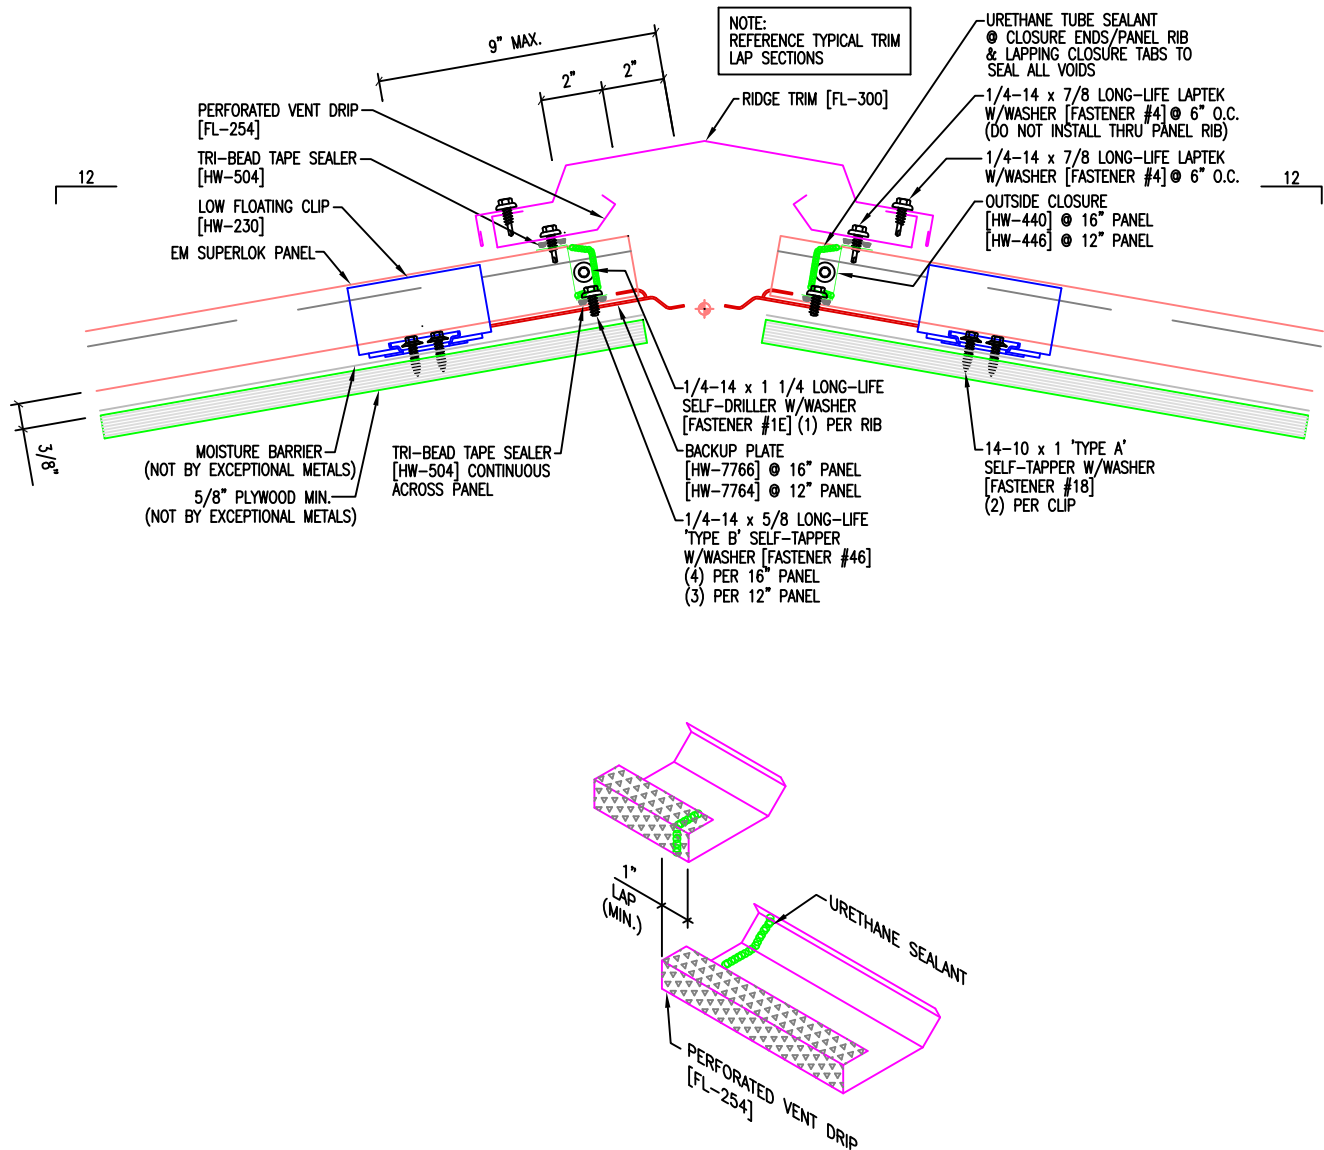 NOTE:
REFERENCE TYPICAL TRIM
LAP SECTIONS
9" MAX.
2"
2"
RIDGE TRIM [FL-300]
PERFORATED VENT DRIP
[FL-254]
TRI-BEAD TAPE SEALER
[HW-504]
12
LOW FLOATING CLIP
[HW-230]
EM SUPERLOK PANEL
URETHANE TUBE SEALANT
@ CLOSURE ENDS/PANEL RIB
& LAPPING CLOSURE TABS TO
SEAL ALL VOIDS
1/4-14 x 7/8 LONG-LIFE LAPTEK
W/WASHER [FASTENER #4] @ 6" O.C.
(DO NOT INSTALL THRU PANEL RIB)
1/4-14 x 7/8 LONG-LIFE LAPTEK
W/WASHER [FASTENER #4] @ 6" O.C.
12
OUTSIDE CLOSURE
[HW-440] @ 16" PANEL
[HW-446] @ 12" PANEL
3/8"
MOISTURE BARRIER
(NOT BY EXCEPTIONAL METALS)
5/8" PLYWOOD MIN.
(NOT BY EXCEPTIONAL METALS)
TRI-BEAD TAPE SEALER
[HW-504] CONTINUOUS
ACROSS PANEL
1/4-14 x 1 1/4 LONG-LIFE
SELF-DRILLER W/WASHER
[FASTENER #1E] (1) PER RIB
BACKUP PLATE
[HW-7766] @ 16" PANEL
[HW-7764] @ 12" PANEL
1/4-14 x 5/8 LONG-LIFE
'TYPE B' SELF-TAPPER
W/WASHER [FASTENER #46]
(4) PER 16" PANEL
(3) PER 12" PANEL
14-10 x 1 'TYPE A'
SELF-TAPPER W/WASHER
[FASTENER #18]
(2) PER CLIP
1"
LAP
(MIN.)
URETHANE SEALANT
PERFORATED VENT DRIP
[FL-254]